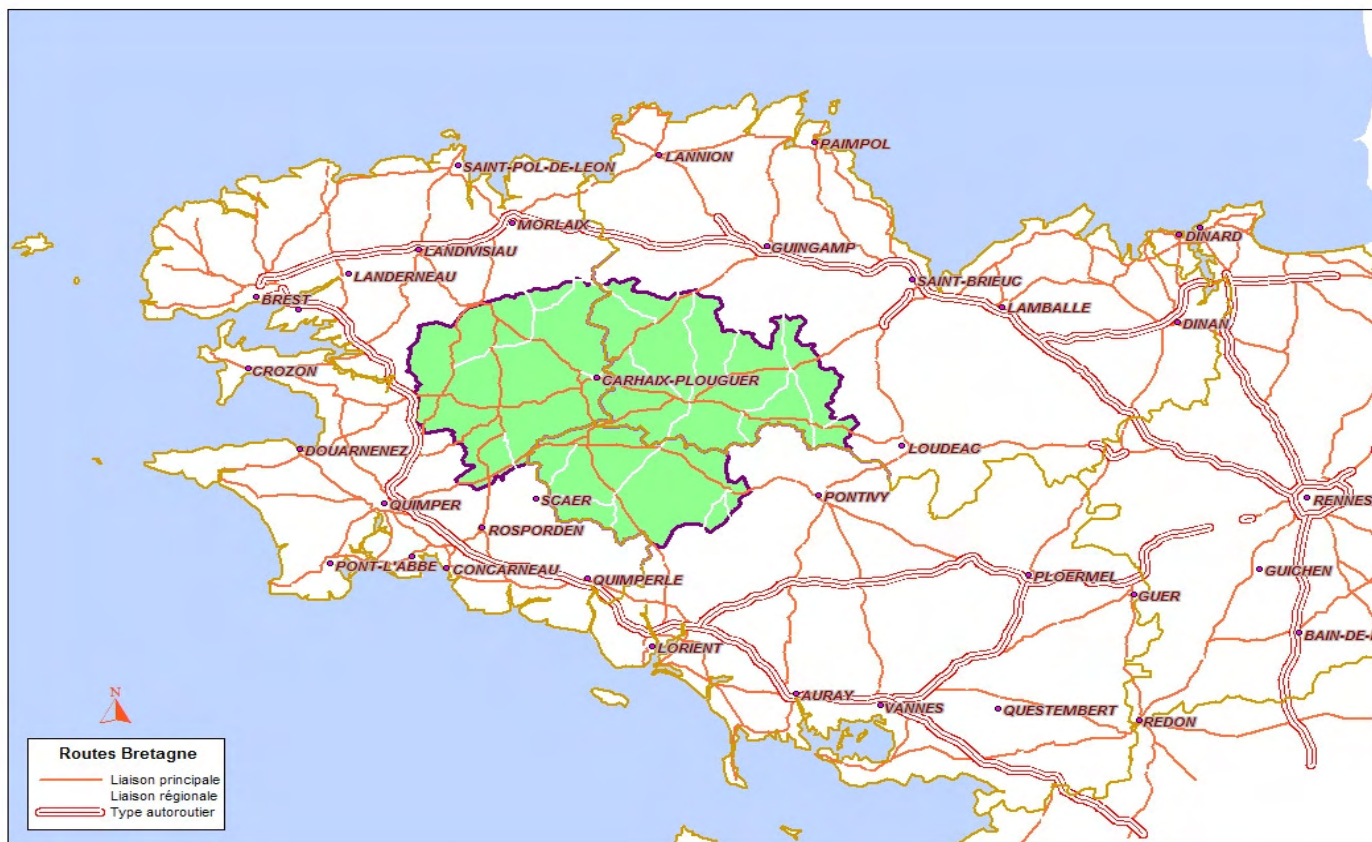 PAIMPOL
LANNION
SAINT-POL-DE-LEON
MORLAIX
DINARD
LANDIVISIAU
GUINGAMP
LANDERNEAU
SAINT-BRIEUC
BREST
LAMBALLE
DINAN
CROZON
CARHAIX-PLOUGUER
DOUARNENEZ
LOUDEAC
QUIMPER
SCAER
PONTIVY
RENNES
ROSPORDEN
PONT-L'ABBE
CONCARNEAU
QUIMPERLE
PLOERMEL
GUICHEN
GUER
LORIENT
BAIN-DE-
AURAY
VANNES
QUESTEMBERT
REDON
N
Routes Bretagne
Liaison principale
Liaison régionale
Type autoroutier